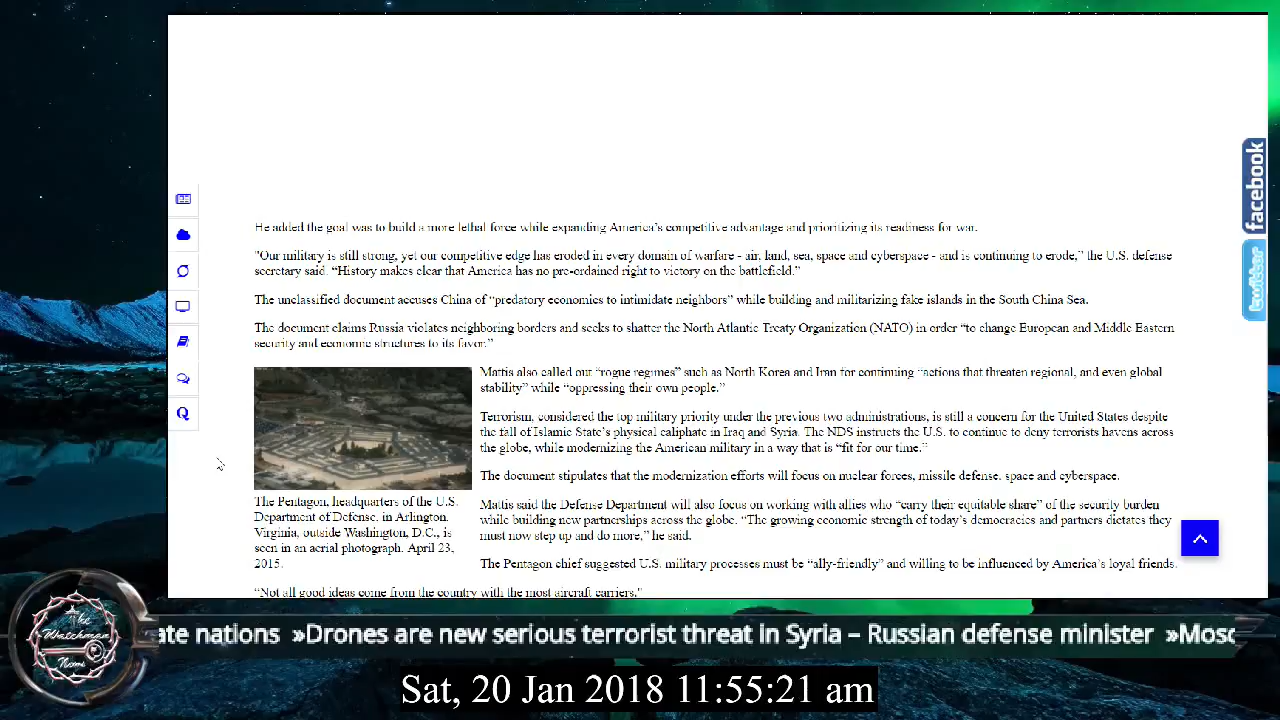 He added the goal was to build a more lethal force while expanding America's competitive advantage and prioritizing its readiness for war.
"Our military is still strong, yet our competitive edge has eroded in every domain of warfare - air, land, sea, space and cyberspace - and is continuing to erode," the U.S. defense
secretary said. “History makes clear that America has no pre-ordained right to victory on the battlefield.”
The unclassified document accuses China of “predatory economics to intimidate neighbors” while building and militarizing fake islands in the South China Sea.
The document claims Russia violates neighboring borders and seeks to shatter the North Atlantic Treaty Organization (NATO) in order “to change European and Middle Eastern
security and economic structures to its favor.”
Mattis also called out “rogue regimes” such as North Korea and Iran for continuing “actions that threaten regional, and even global
stability” while “oppressing their own people.”
Terrorism, considered the top military priority under the previous two administrations, is still a concern for the United States despite
the fall of Islamic State's physical caliphate in Iraq and Syria. The NDS instructs the U.S. to continue to deny terrorists havens across
the globe, while modernizing the American military in a way that is “fit for our time.”
The document stipulates that the modernization efforts will focus on nuclear forces, missile defense, space and cyberspace.
The Pentagon, headquarters of the U.S.
Department of Defense, in Arlington,
Virginia, outside Washington, D.C., is
seen in an aerial photograph, April 23,
2015.
Mattis said the Defense Department will also focus on working with allies who “carry their equitable share” of the security burden
while building new partnerships across the globe. “The growing economic strength of today's democracies and partners dictates they
must now step up and do more,” he said.
The Pentagon chief suggested U.S. military processes must be “ally-friendly” and willing to be influenced by America's loyal friends.
“Not all good ideas come from the country with the most aircraft carriers."
facebook
twitter
The
Watchman
News
ate nations »Drones are new serious terrorist threat in Syria – Russian defense minister »Mosc
Sat, 20 Jan 2018 11:55:21 am